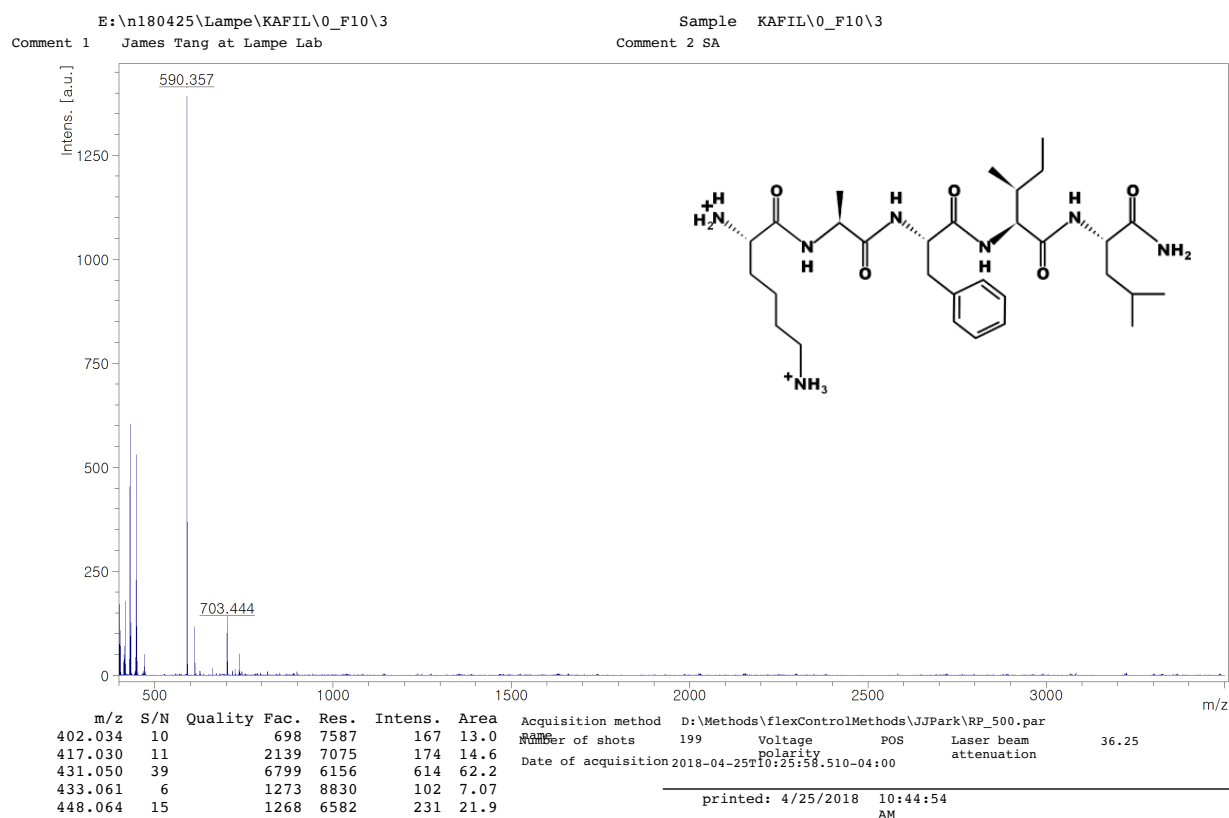 E:\n180425\Lampe\KAFIL\0_F10\3 Sample KAFIL\0_F10\3
Comment 1 James Tang at Lampe Lab Comment 2 SA
Intens. [a.u.]
590.357
1250
1000
750
500
250
0
703.444
H
+
H2N
O
N
H
O
H
N
O
N
H
O
H
N
O
NH2
+NH3
500 1000 1500 2000 2500 3000 m/z
m/z S/N Quality Fac. Res. Intens. Area
402.034 10 698 7587 167 13.0
417.030 11 2139 7075 174 14.6
431.050 39 6799 6156 614 62.2
433.061 6 1273 8830 102 7.07
448.064 15 1268 6582 231 21.9
Acquisition method name D:\Methods\flexControlMethods\JJPark\RP_500.par
Number of shots 199 Voltage polarity POS Laser beam attenuation 36.25
Date of acquisition 2018-04-25T10:25:58.510-04:00
printed: 4/25/2018 10:44:54 AM